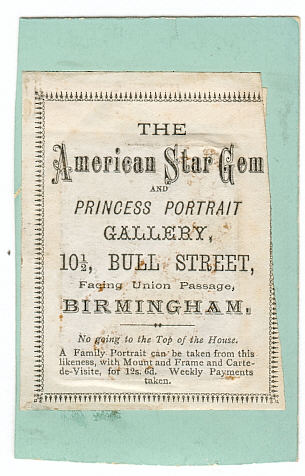 THE
American Star Gem
AND
PRINCESS PORTRAIT
GALLERY,
10½, BULL STREET,
Facing Union Passage,
BIRMINGHAM.
No going to the Top of the House.
A Family Portrait can be taken from this
likeness, with Mount and Frame and Carte-
de-Visite, for 12s. 6d. Weekly Payments
taken.